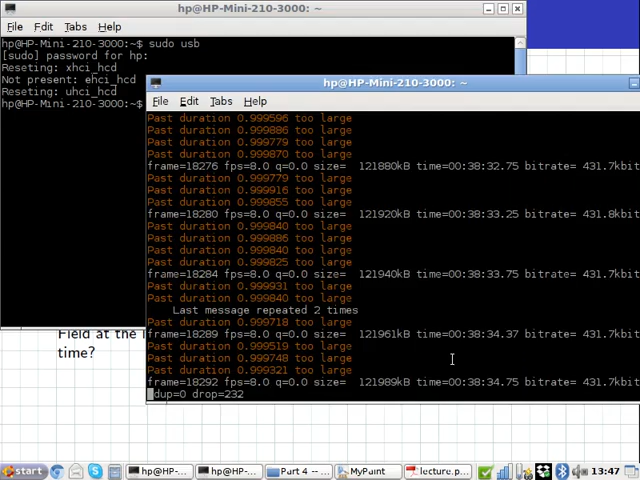 hp@HP-Mini-210-3000: ~
File Edit Tabs Help
hp@HP-Mini-210-3000:~$ sudo usb
[sudo] password for hp:
Reseting: xhci_hcd
Not present: ehci_hcd
Reseting: uhci_hcd
hp@HP-Mini-210-3000:~$
hp@HP-Mini-210-3000: ~
File Edit Tabs Help
Past duration 0.999596 too large
Past duration 0.999886 too large
Past duration 0.999779 too large
Past duration 0.999870 too large
frame=18276 fps=8.0 q=0.0 size= 121880kB time=00:38:32.75 bitrate= 431.7kbit
Past duration 0.999779 too large
Past duration 0.999916 too large
Past duration 0.999855 too large
frame=18280 fps=8.0 q=0.0 size= 121920kB time=00:38:33.25 bitrate= 431.8kbit
Past duration 0.999840 too large
Past duration 0.999886 too large
Past duration 0.999840 too large
Past duration 0.999825 too large
frame=18284 fps=8.0 q=0.0 size= 121940kB time=00:38:33.75 bitrate= 431.7kbit
Past duration 0.999931 too large
Past duration 0.999840 too large
Last message repeated 2 times
Past duration 0.999718 too large
frame=18289 fps=8.0 q=0.0 size= 121961kB time=00:38:34.37 bitrate= 431.7kbit
Past duration 0.999519 too large
Past duration 0.999748 too large
Past duration 0.999321 too large
frame=18292 fps=8.0 q=0.0 size= 121989kB time=00:38:34.75 bitrate= 431.7kbit
dup=0 drop=232
Field at the
time?
start
hp@HP-...
hp@HP-...
Part 4 -- ...
MyPaint
lecture.p...
13:47